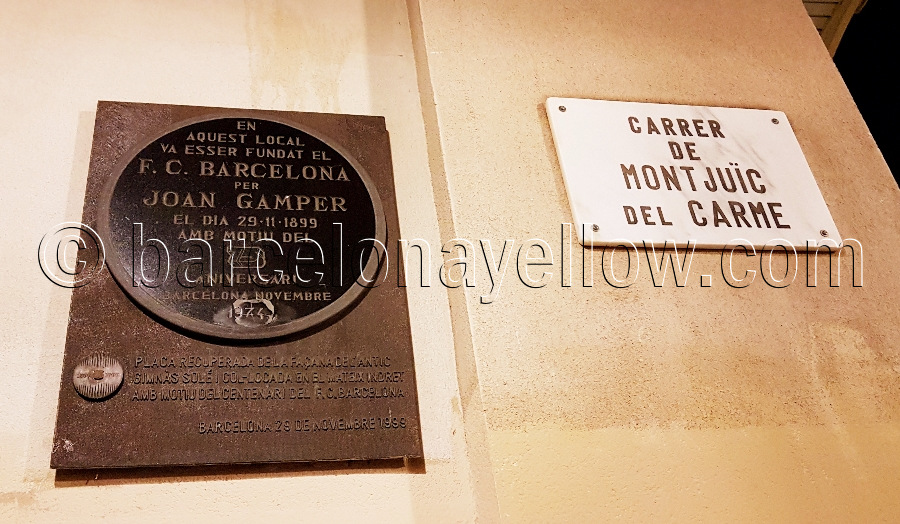 EN
AQUEST LOCAL
VA ESSER FUNDAT EL
F. C. BARCELONA
PER
JOAN GAMPER
EL DIA 29·11·1899
AMB MOTIU DEL
ANIVERSARI
BARCELONA NOVEMBRE
1974
PLACA RECUPERADA DE LA FAÇANA DE L'ANTIC
GIMNÀS SOLÉ I COL·LOCADA EN EL MATEIX INDRET
AMB MOTIU DEL CENTENARI DEL F.C. BARCELONA
BARCELONA 29 DE NOVEMBRE 1999
CARRER
DE
MONTJUÏC
DEL CARME
© barcelonayellow.com